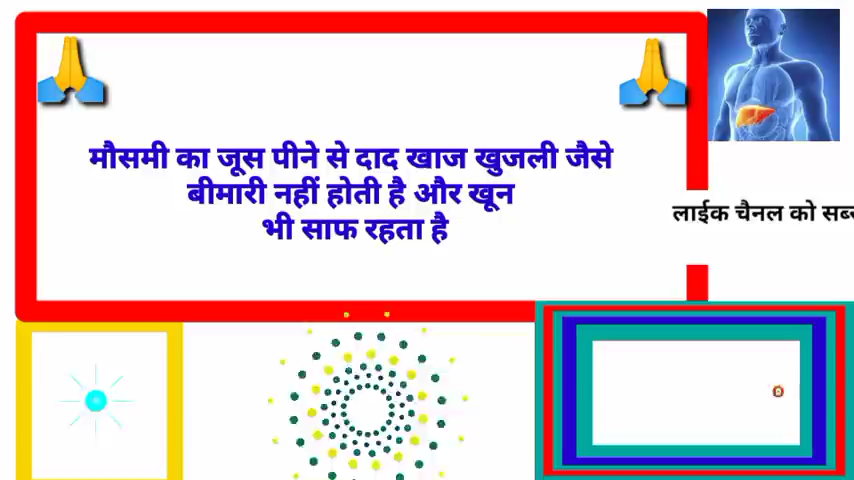 मौसमी का जूस पीने से दाद खाज खुजली जैसे
बीमारी नहीं होती है और खून
भी साफ रहता है
लाईक चैनल को